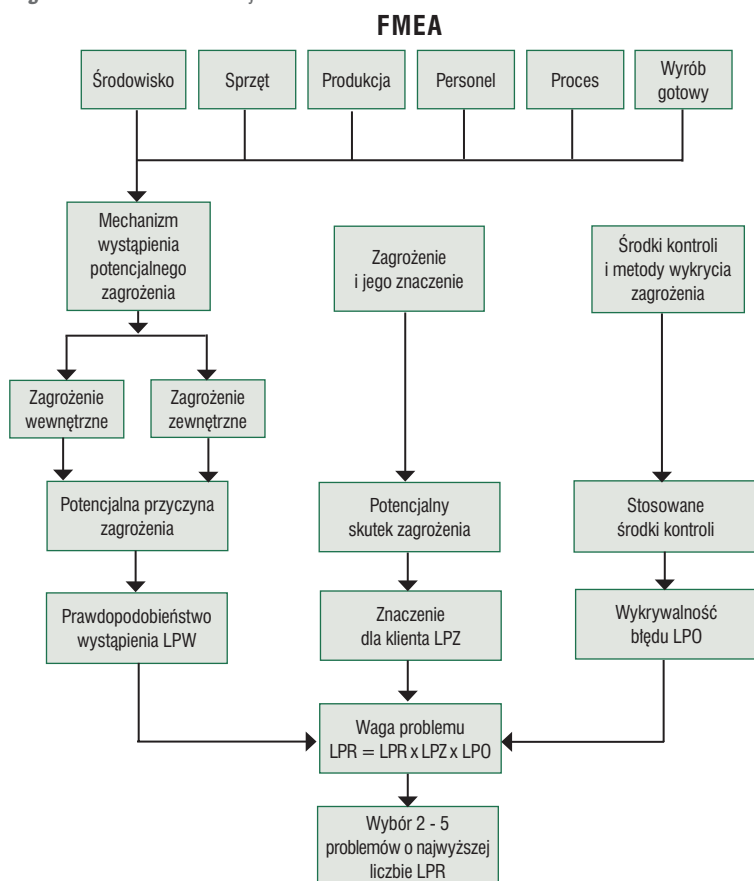 FMEA
Środowisko
Sprzęt
Produkcja
Personel
Proces
Wyrób
gotowy
Mechanizm
wystąpienia
potencjalnego
zagrożenia
Zagrożenie
i jego znaczenie
Środki kontroli
i metody wykrycia
zagrożenia
Zagrożenie
wewnętrzne
Zagrożenie
zewnętrzne
Potencjalna przyczyna
zagrożenia
Potencjalny
skutek zagrożenia
Stosowane
środki kontroli
Prawdopodobieństwo
wystąpienia LPW
Znaczenie
dla klienta LPZ
Wykrywalność
błędu LPO
Waga problemu
LPR = LPR x LPZ x LPO
Wybór 2 - 5
problemów o najwyższej
liczbie LPR